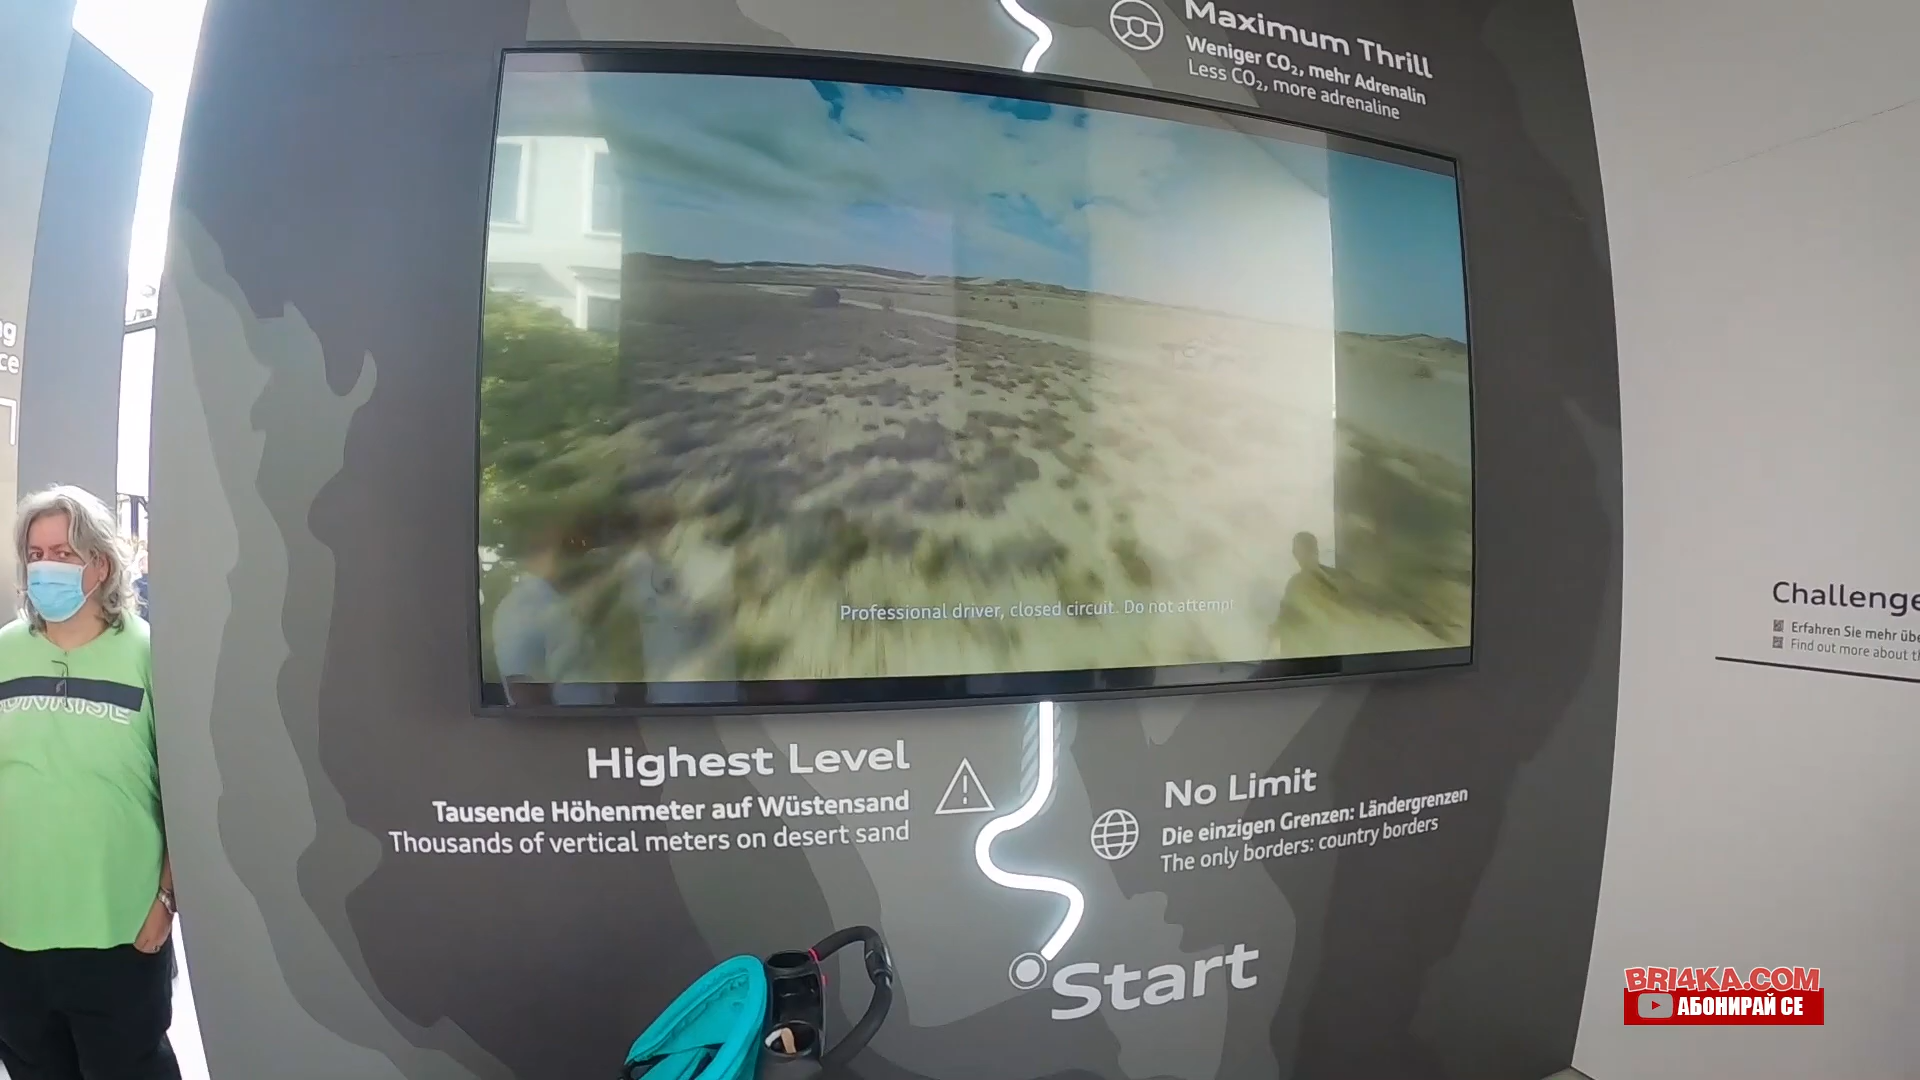 Maximum Thrill
Weniger CO₂, mehr Adrenalin
Less CO₂, more adrenaline
Professional driver, closed circuit. Do not attempt
Highest Level
Tausende Höhenmeter auf Wüstensand
Thousands of vertical meters on desert sand
No Limit
Die einzigen Grenzen: Ländergrenzen
The only borders: country borders
Start
Challenge
Erfahren Sie mehr übe
Find out more about th
BRI4KA.COM
АБОНИРАЙ СЕ